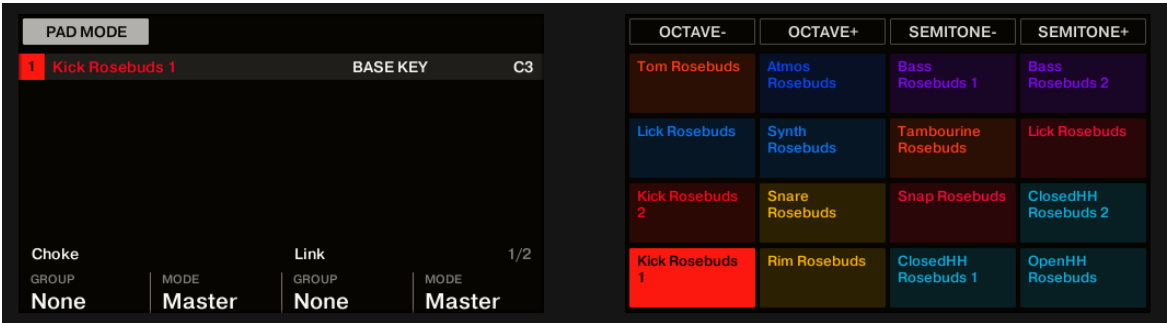 PAD MODE
1 Kick Rosebuds 1 BASE KEY C3
Choke Link 1/2
GROUP MODE GROUP MODE
None Master None Master
OCTAVE- OCTAVE+ SEMITONE- SEMITONE+
Tom Rosebuds Atmos Bass Bass
Rosebuds Rosebuds 1 Rosebuds 2
Lick Rosebuds Synth Tambourine Lick Rosebuds
Rosebuds Rosebuds
Kick Rosebuds Snare Snap Rosebuds ClosedHH
2 Rosebuds Rosebuds 2
Kick Rosebuds Rim Rosebuds ClosedHH OpenHH
1 Rosebuds 1 Rosebuds